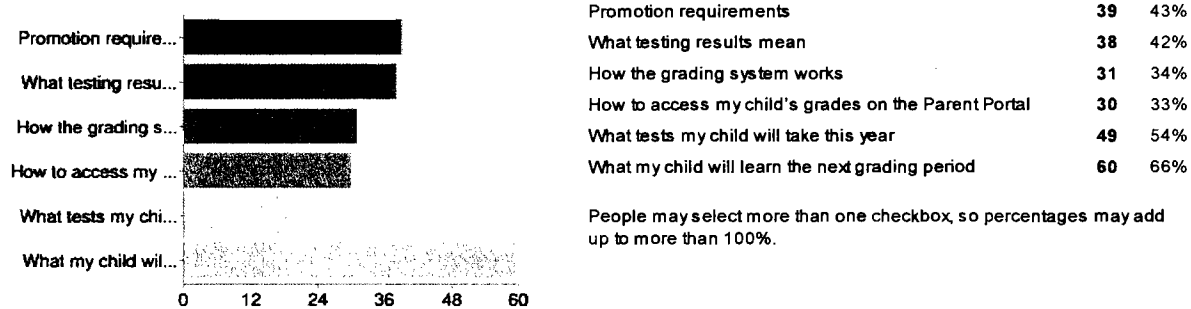 Promotion require...
What testing resu...
How the grading s...
How to access my ...
What tests my chi...
What my child wil...
0 12 24 36 48 60
Promotion requirements 39 43%
What testing results mean 38 42%
How the grading system works 31 34%
How to access my child's grades on the Parent Portal 30 33%
What tests my child will take this year 49 54%
What my child will learn the next grading period 60 66%
People may select more than one checkbox, so percentages may add
up to more than 100%.